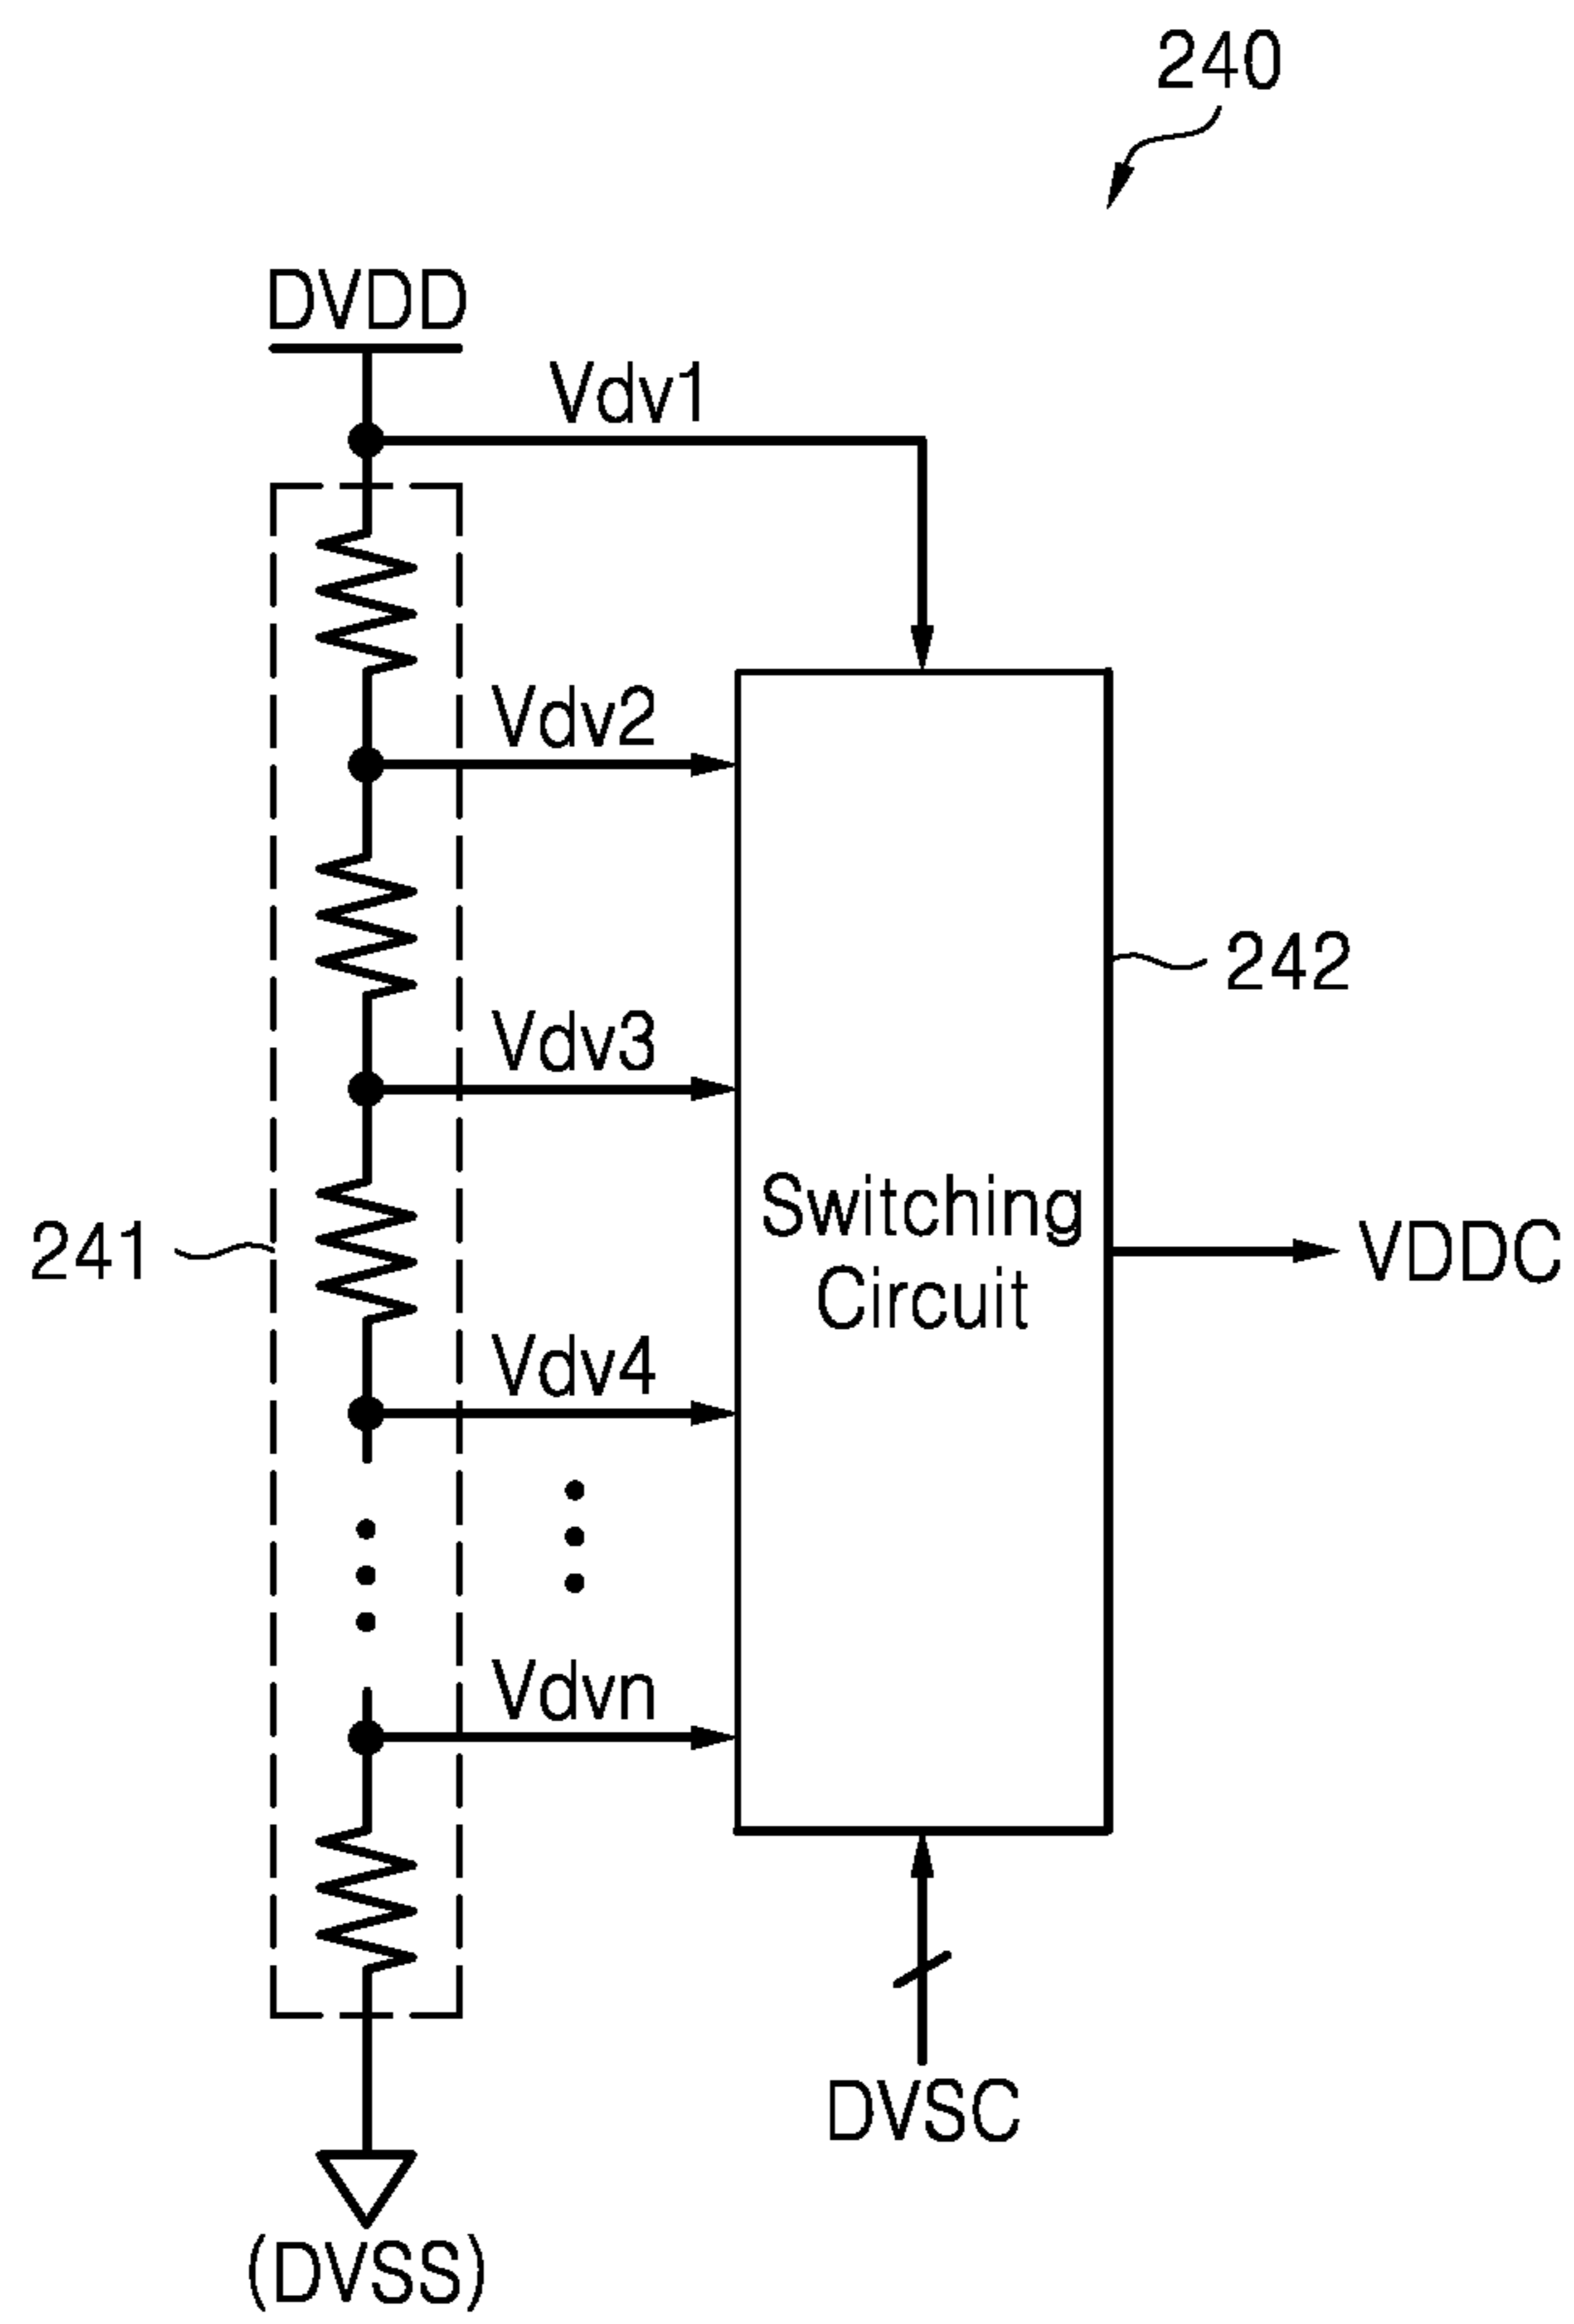 240
DVDD
Vdv1
Vdv2
242
Vdv3
Switching
Circuit
241
VDDC
Vdv4
Vdvn
DVSC
(DVSS)